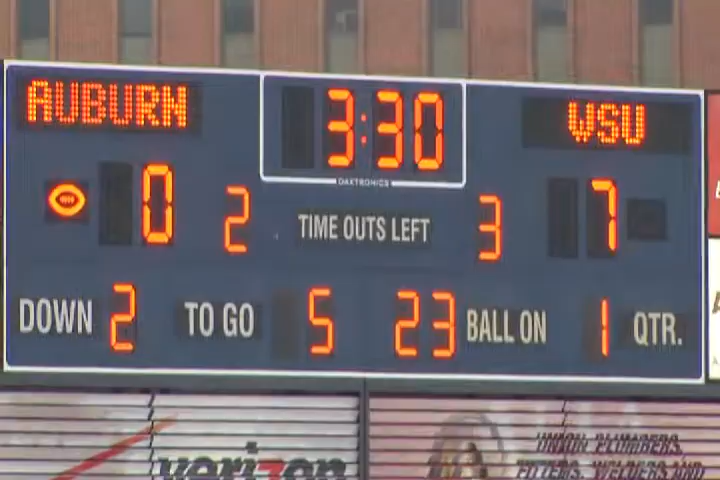 AUBURN 3:30 WSU
DAKTRONICS
0 2 TIME OUTS LEFT 3 7
DOWN 2 TO GO 5 23 BALL ON 1 QTR.
verizon
UNION PLUMBERS,
FITTERS, WELDERS AND